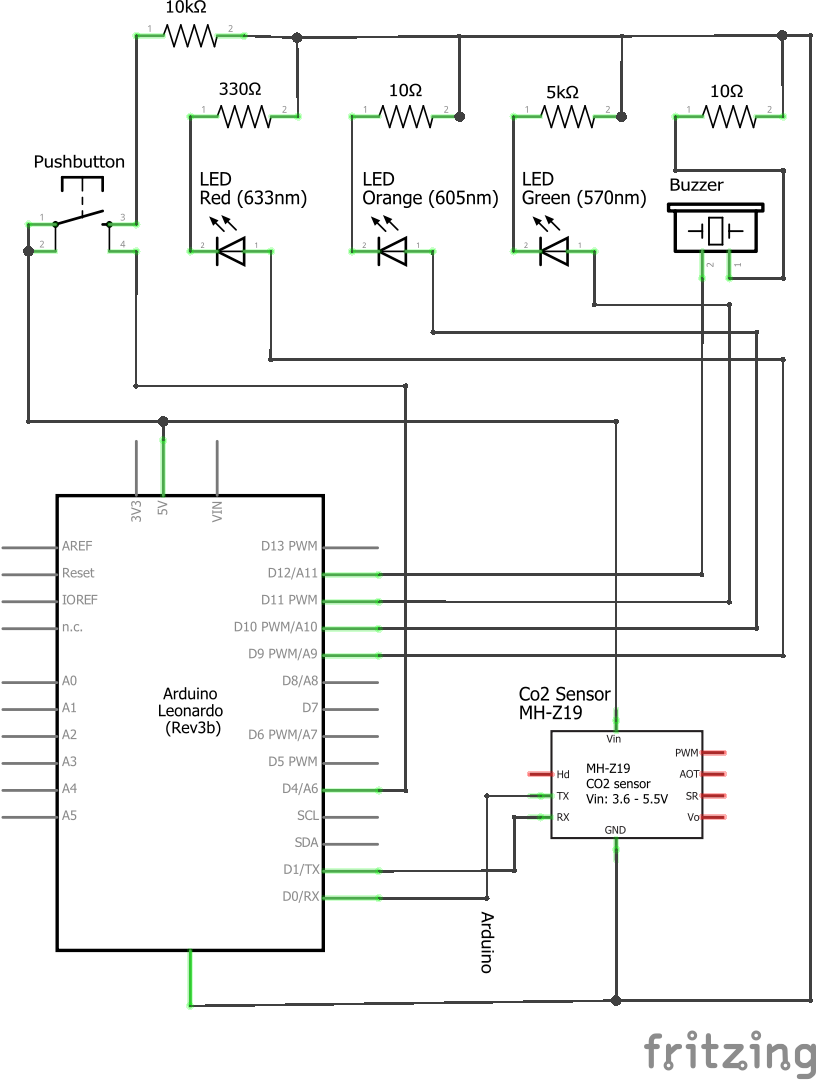 10kΩ
1
2
330Ω
1
2
10Ω
1
2
5kΩ
1
2
10Ω
1
2
Pushbutton
1
3
2
4
LED
Red (633nm)
2
1
LED
Orange (605nm)
2
1
LED
Green (570nm)
2
1
Buzzer
2
1
3V3
5V
VIN
AREF
Reset
IOREF
n.c.
A0
A1
A2
A3
A4
A5
Arduino
Leonardo
(Rev3b)
D13 PWM
D12/A11
D11 PWM
D10 PWM/A10
D9 PWM/A9
D8/A8
D7
D6 PWM/A7
D5 PWM
D4/A6
SCL
SDA
D1/TX
D0/RX
Co2 Sensor
MH-Z19
Vin
Hd
TX
RX
MH-Z19
CO2 sensor
Vin: 3.6 - 5.5V
PWM
AOT
SR
Vo
GND
Arduino
fritzing